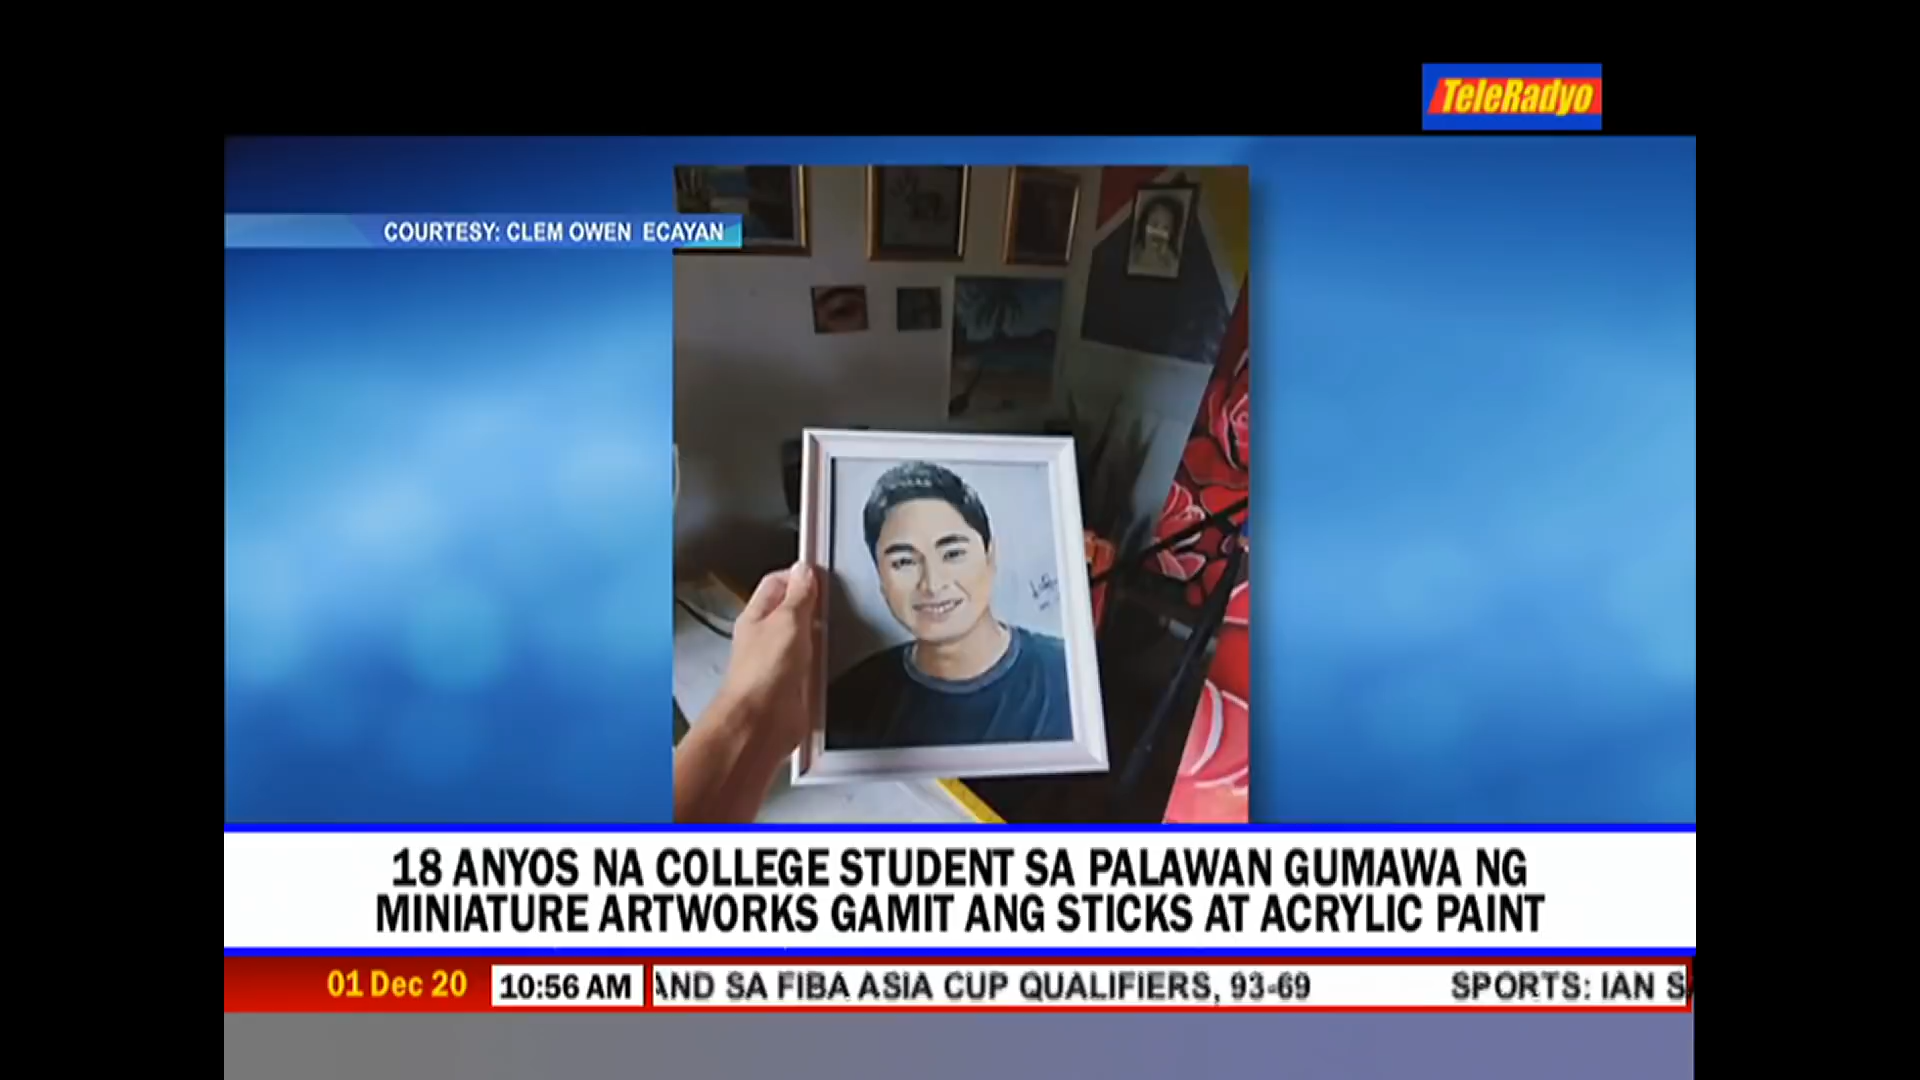 TeleRadyo
COURTESY: CLEM OWEN ECAYAN
18 ANYOS NA COLLEGE STUDENT SA PALAWAN GUMAWA NG
MINIATURE ARTWORKS GAMIT ANG STICKS AT ACRYLIC PAINT
01 Dec 20 10:56 AM AND SA FIBA ASIA CUP QUALIFIERS, 93-69 SPORTS: IAN